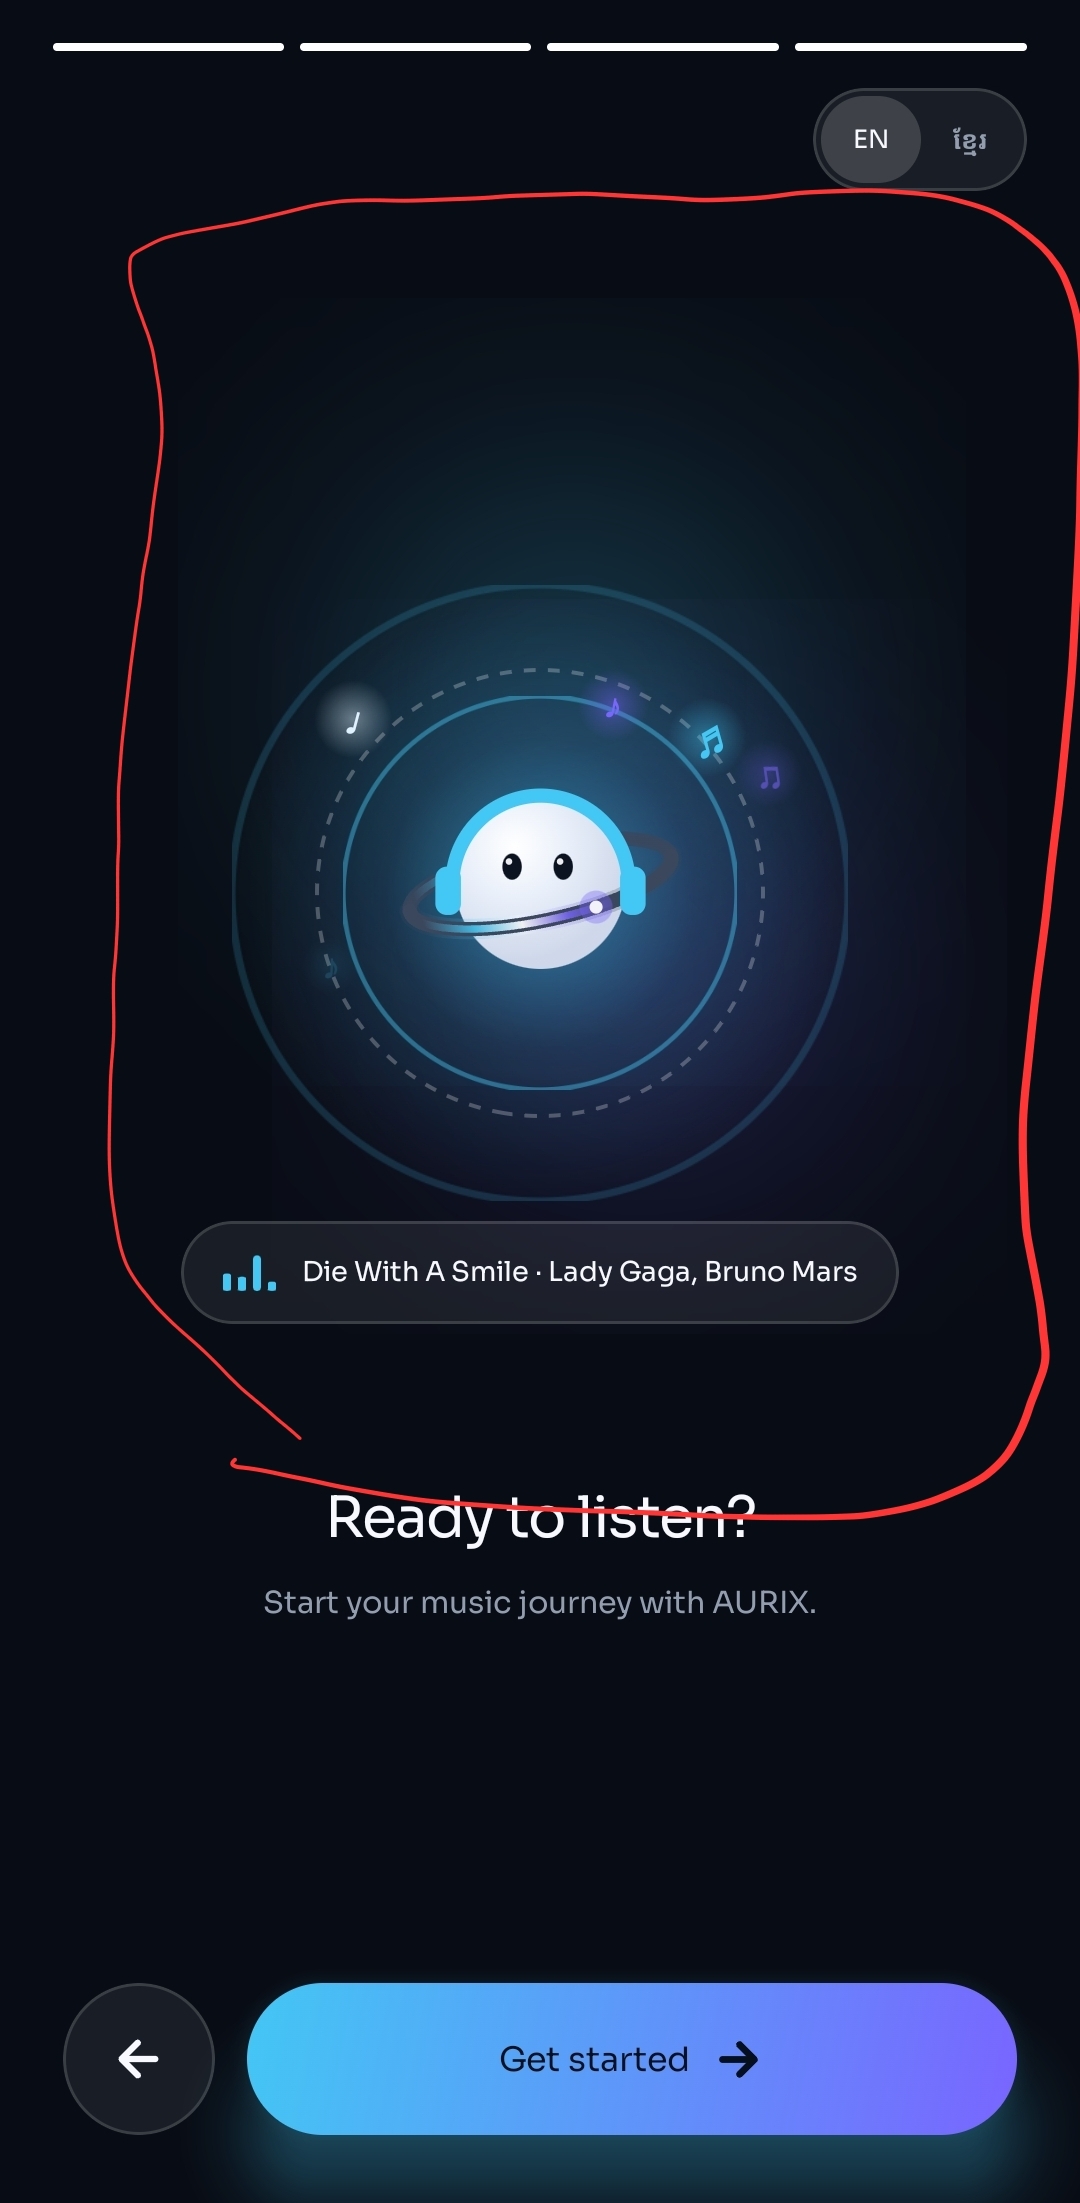 EN ខ្មែរ
Die With A Smile · Lady Gaga, Bruno Mars
Ready to listen?
Start your music journey with AURIX.
Get started